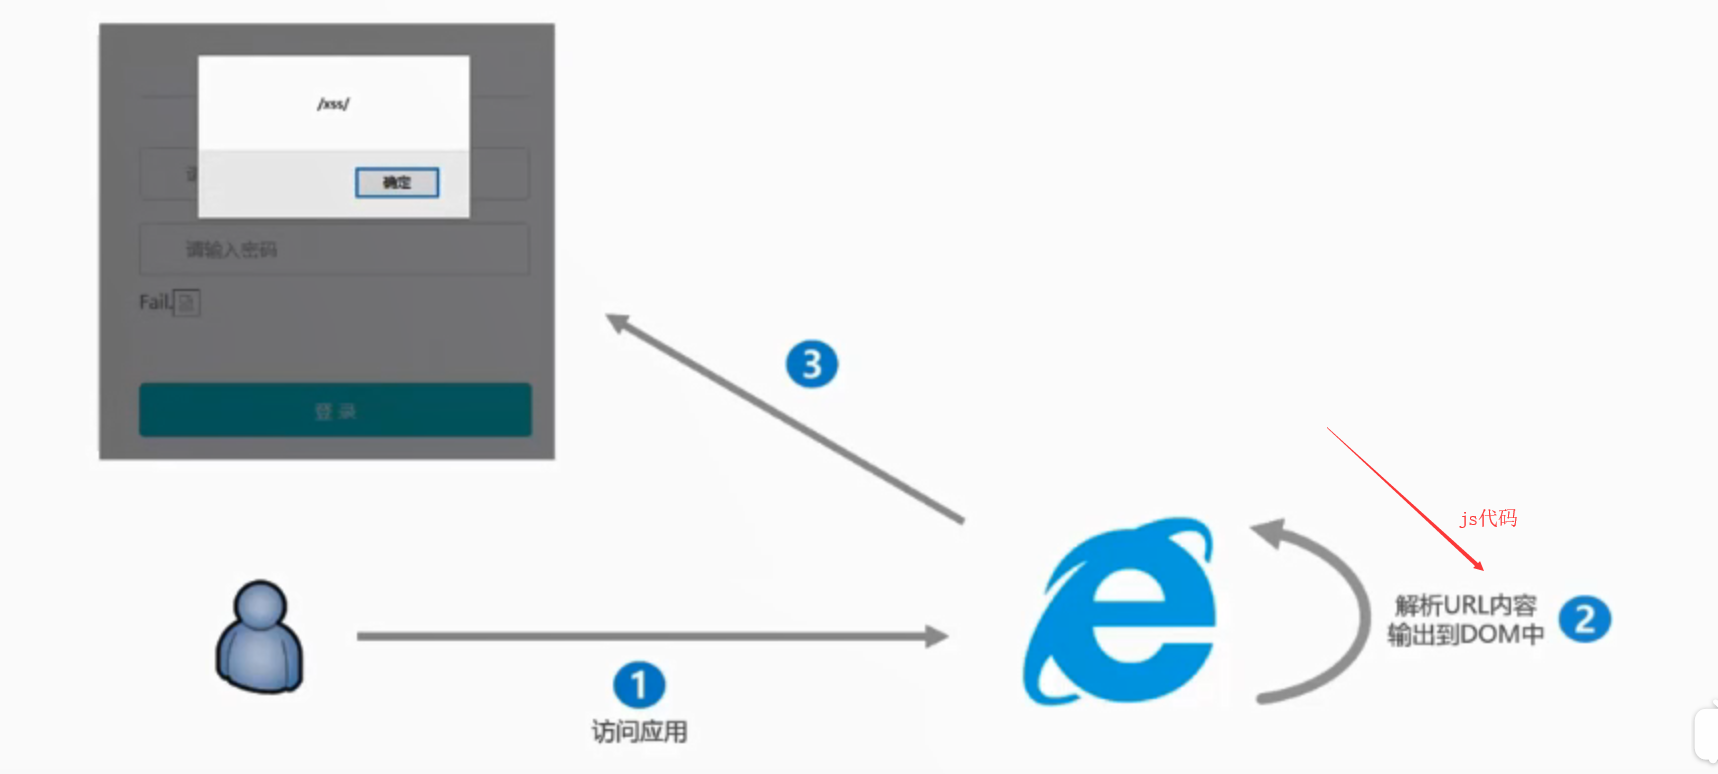 /xss/
确定
请输入密码
Fail,
登 录
3
js代码
解析URL内容
输出到DOM中
2
1
访问应用